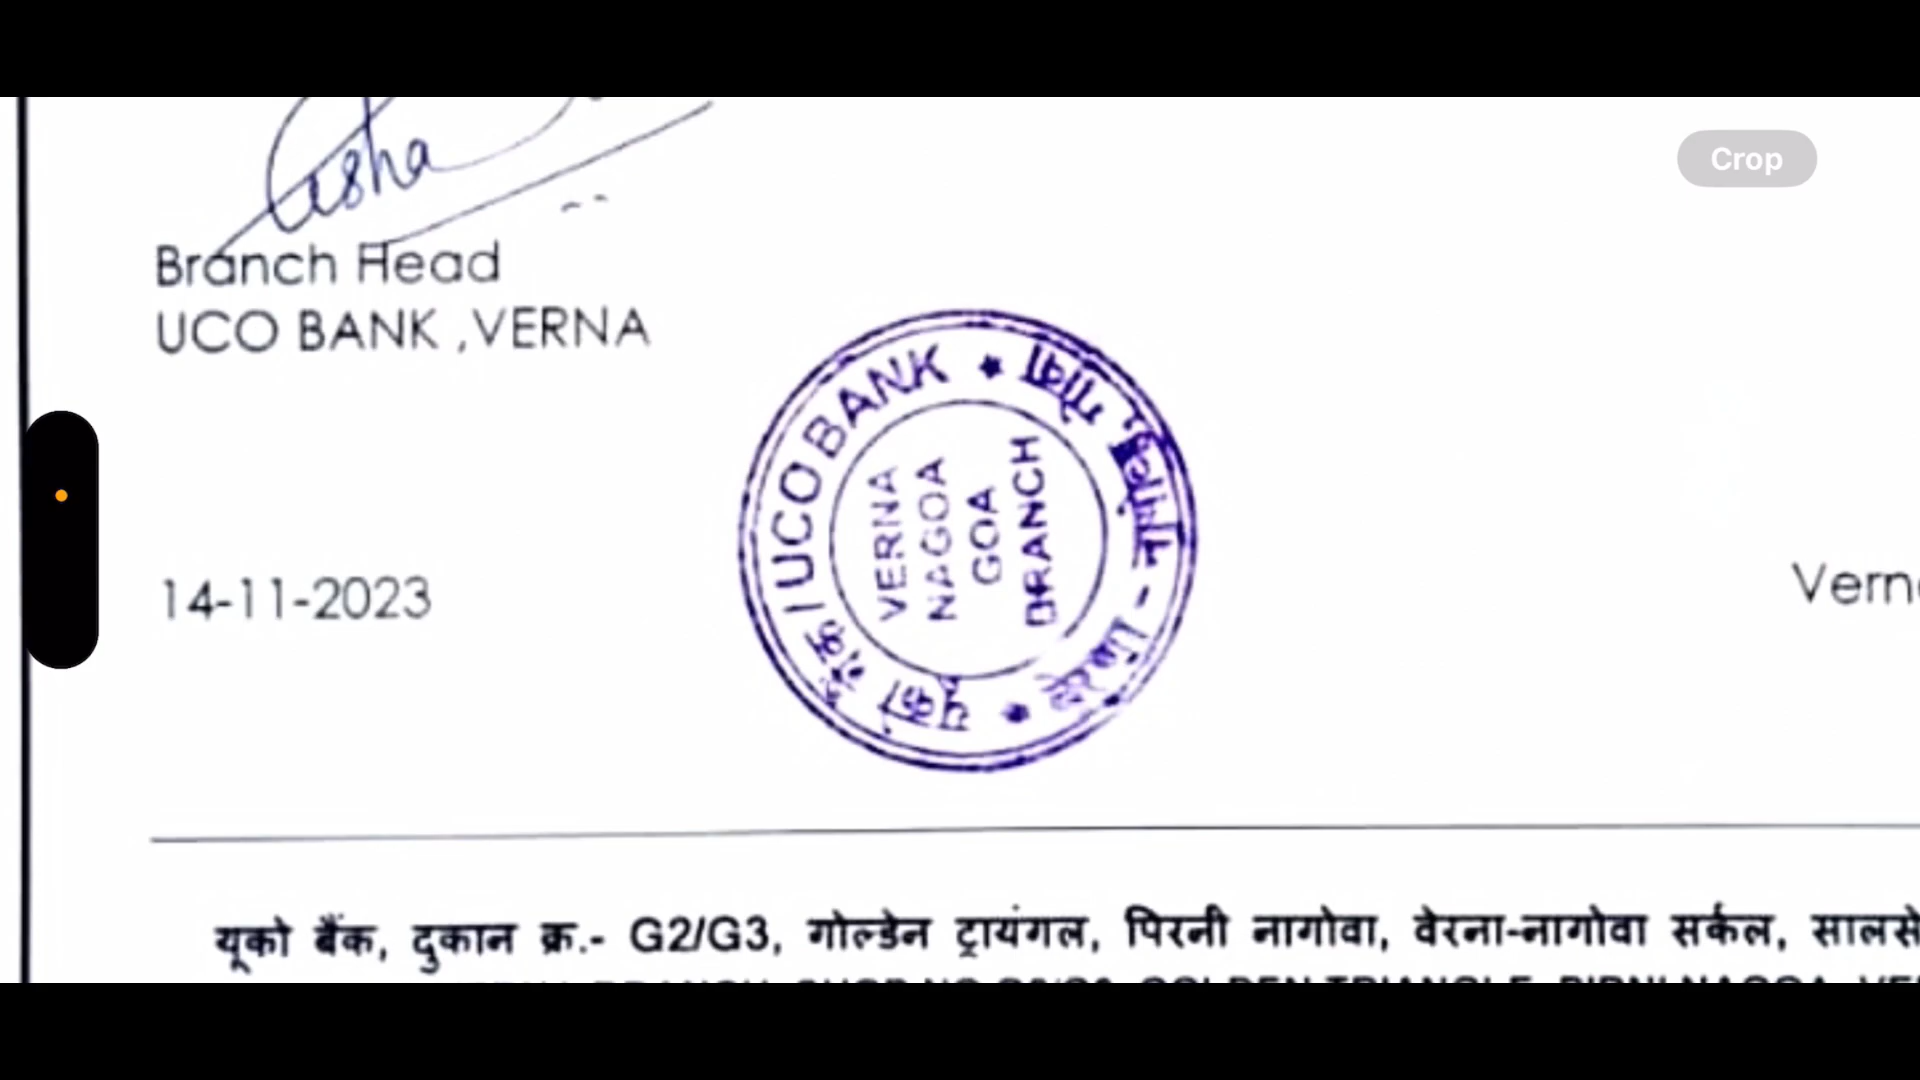 Asha
Crop
Branch Head
UCO BANK ,VERNA
यूको बैंक / UCO BANK
VERNA
NAGOA
GOA
BRANCH
14-11-2023
यूको बैंक, दुकान क्र.- G2/G3, गोल्डेन ट्रायंगल, पिरनी नागोवा, वेरना-नागोवा सर्कल,